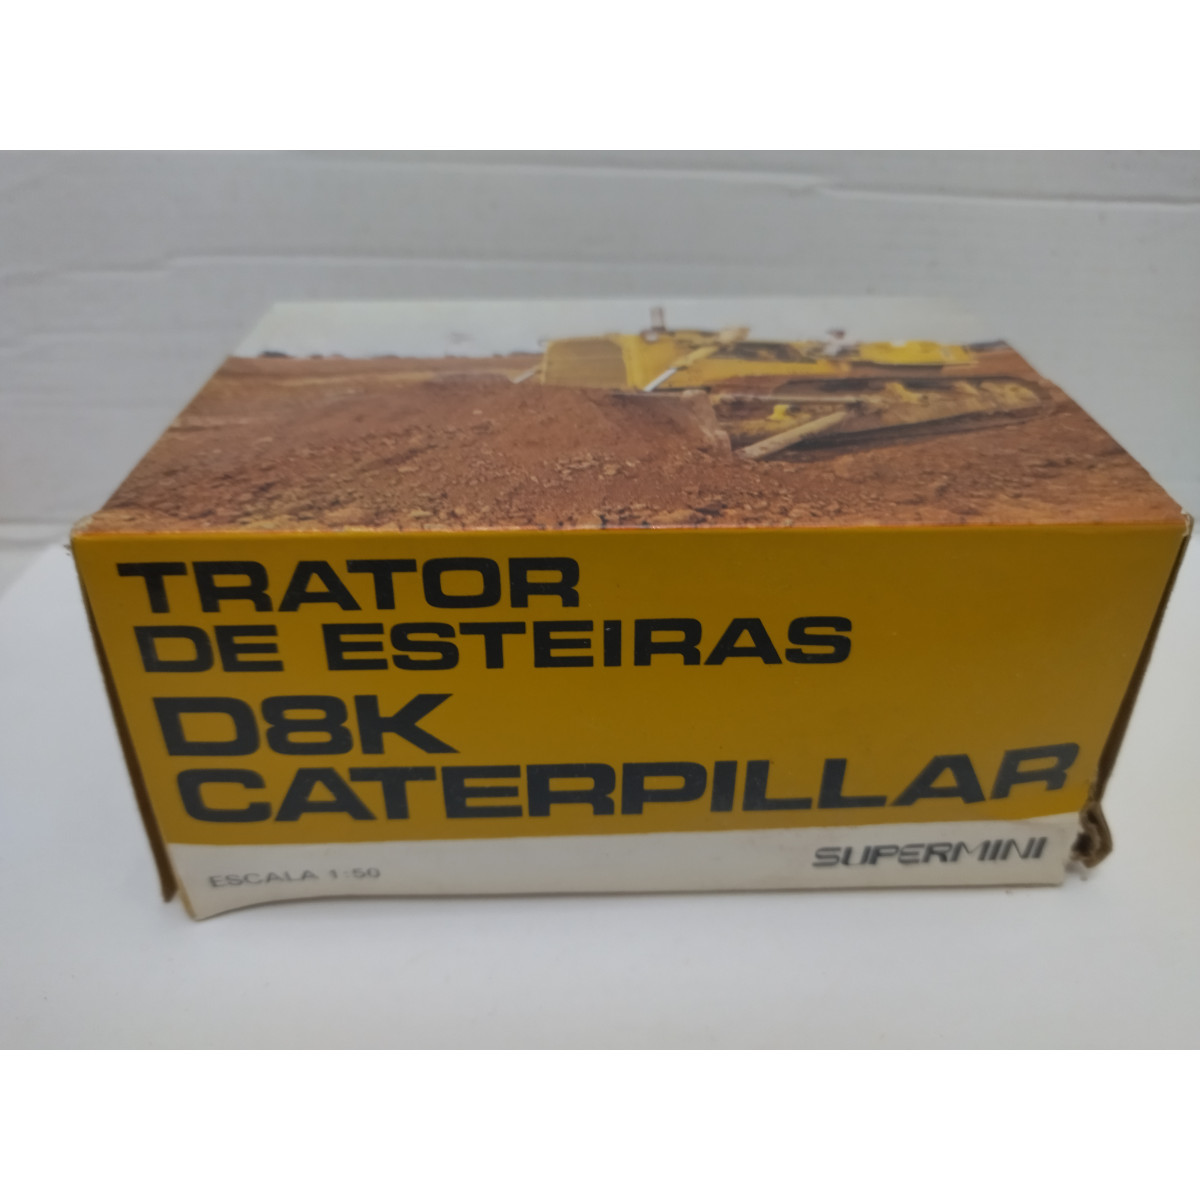 TRATOR
DE ESTEIRAS
D8K
CATERPILLAR
ESCALA 1:50
SUPERMINI